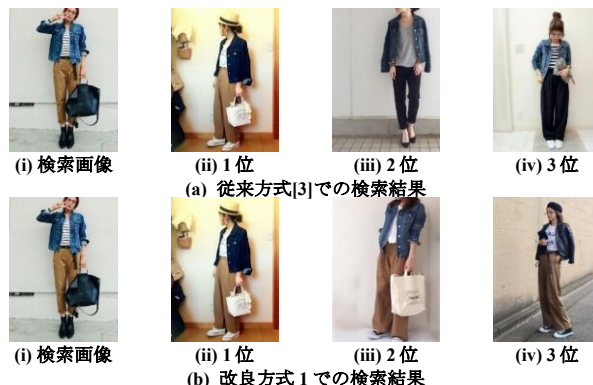 (i) 検索画像 (ii) 1位 (iii) 2位 (iv) 3位
(a) 従来方式[3]での検索結果
(i) 検索画像 (ii) 1位 (iii) 2位 (iv) 3位
(b) 改良方式1での検索結果